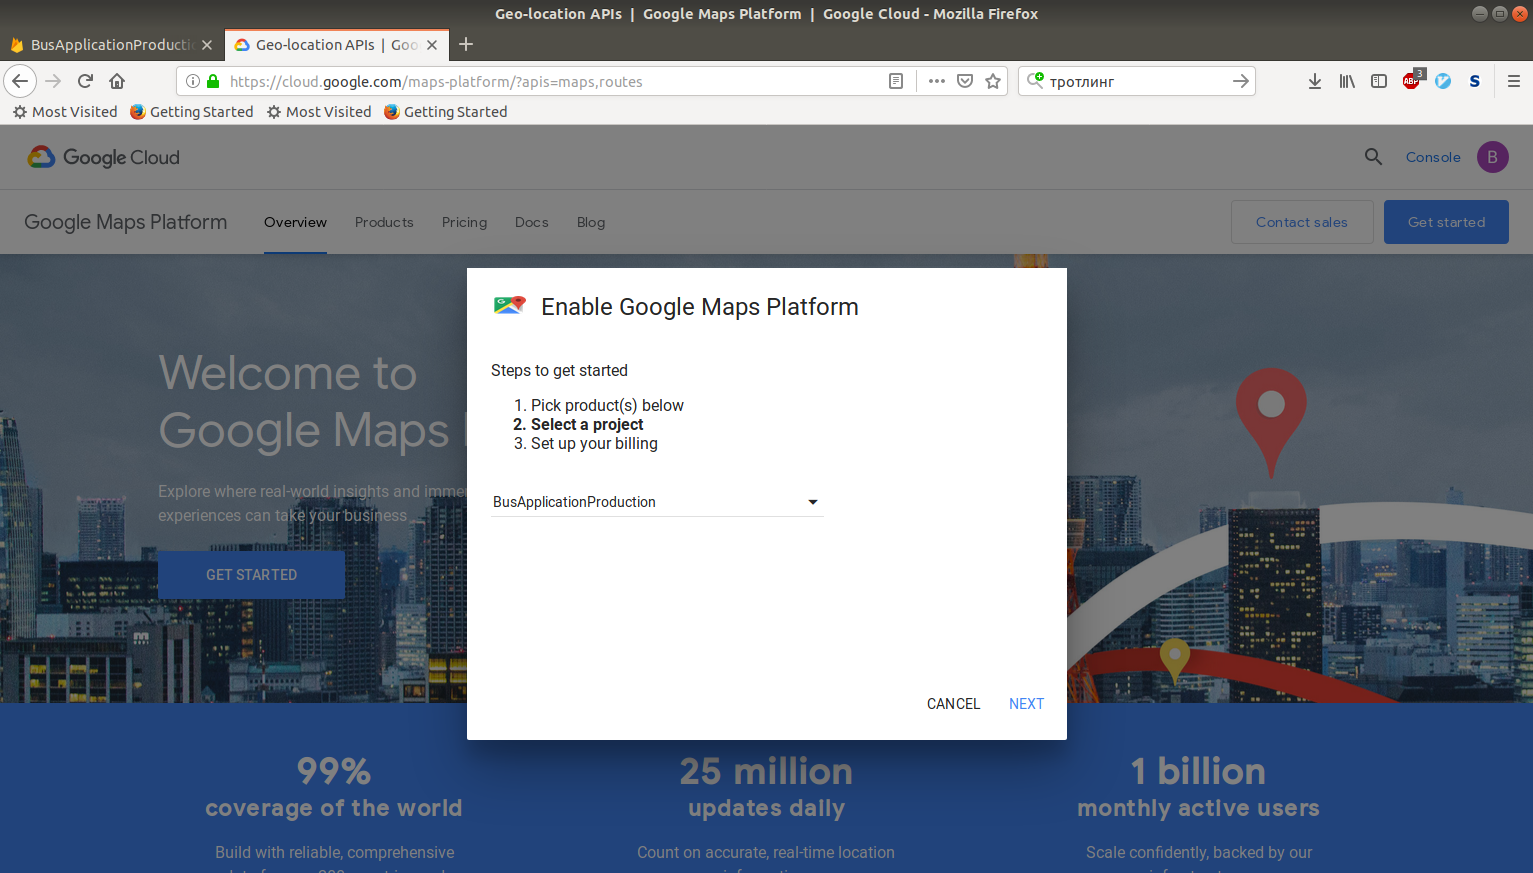 Geo-location APIs | Google Maps Platform | Google Cloud - Mozilla Firefox
BusApplicationProducti
Geo-location APIs | Goo
https://cloud.google.com/maps-platform/?apis=maps,routes
тротлинг
3
ABP
S
Most Visited
Getting Started
Most Visited
Getting Started
Google Cloud
Console
B
Google Maps Platform
Overview
Products
Pricing
Docs
Blog
Contact sales
Get started
Enable Google Maps Platform
Steps to get started
1. Pick product(s) below
2. Select a project
3. Set up your billing
BusApplicationProduction
CANCEL
NEXT
Welcome to
Google Maps
Explore where real-world insights and imme
experiences can take your business
GET STARTED
99%
coverage of the world
Build with reliable, comprehensive
25 million
updates daily
Count on accurate, real-time location
1 billion
monthly active users
Scale confidently, backed by our